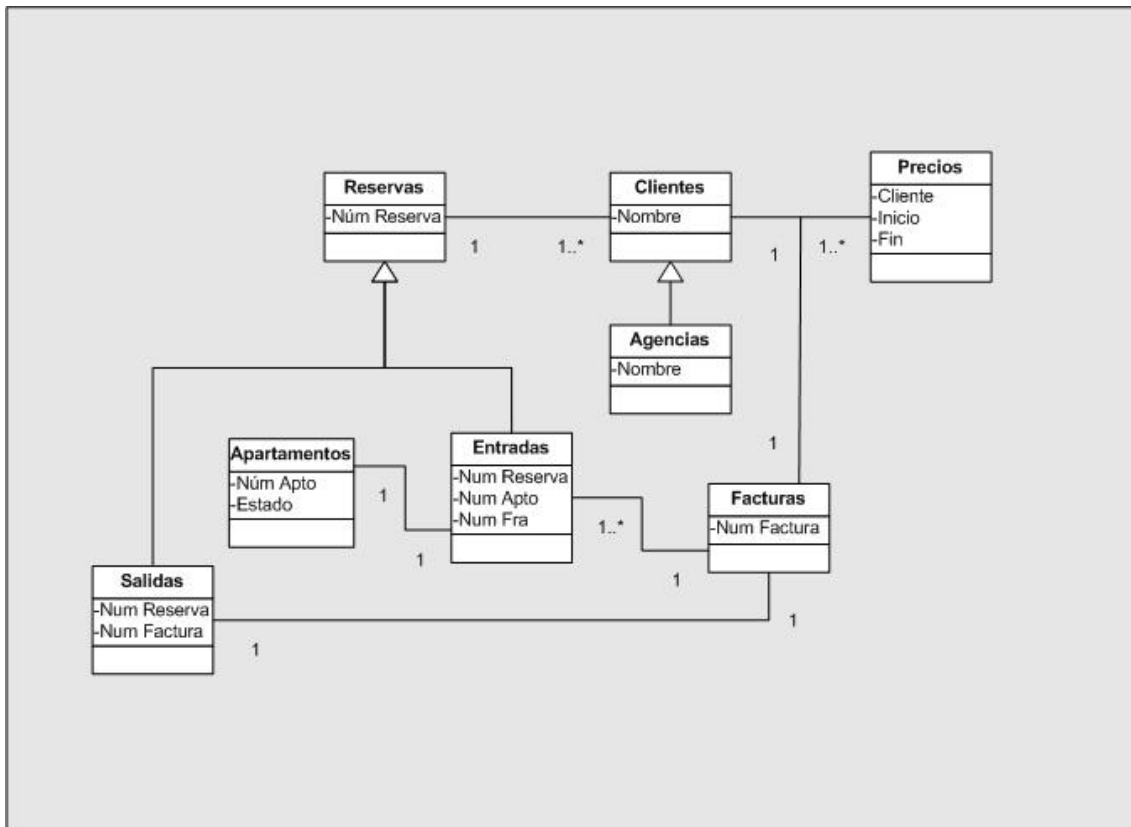 Precios
-Cliente
-Inicio
-Fin
Reservas
-Núm Reserva
Clientes
-Nombre
1
1..*
1
1..*
Agencias
-Nombre
1
Apartamentos
-Núm Apto
-Estado
Entradas
-Num Reserva
-Num Apto
-Num Fra
Facturas
-Num Factura
1
1..*
1
1
Salidas
-Num Reserva
-Num Factura
1
1